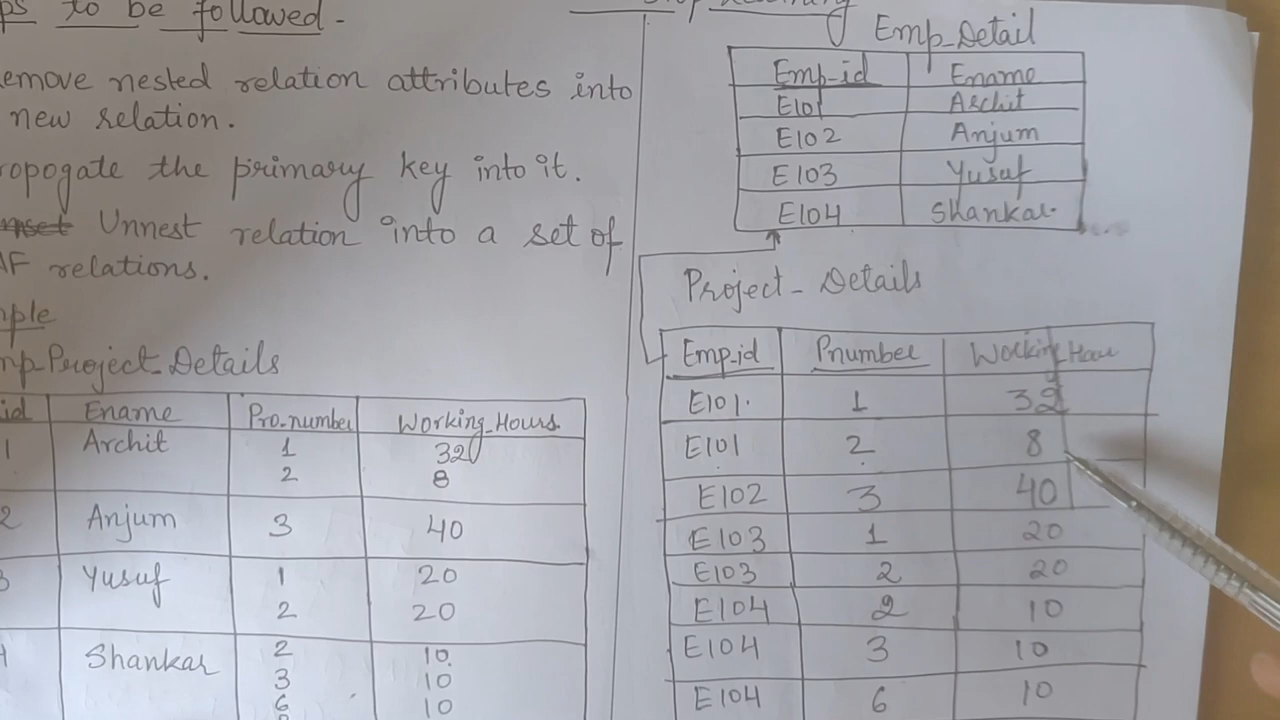 ps to be followed-
emove nested relation attributes into
new relation.
ropogate the primary key into it.
Unnest relation into a set of
NF relations.
mple
mp-Project-Details
id Ename Pro.number Working-Hours
1 Archit 1 32
2 8
2 Anjum 3 40
3 Yusuf 1 20
2 20
4 Shankar 2 10
3 10
6 10
Emp-Detail
Emp-id Ename
E101 Archit
E102 Anjum
E103 Yusuf
E104 Shankar
Project-Details
Emp-id Pnumber Working-Hour
E101 1 32
E101 2 8
E102 3 40
E103 1 20
E103 2 20
E104 2 10
E104 3 10
E104 6 10